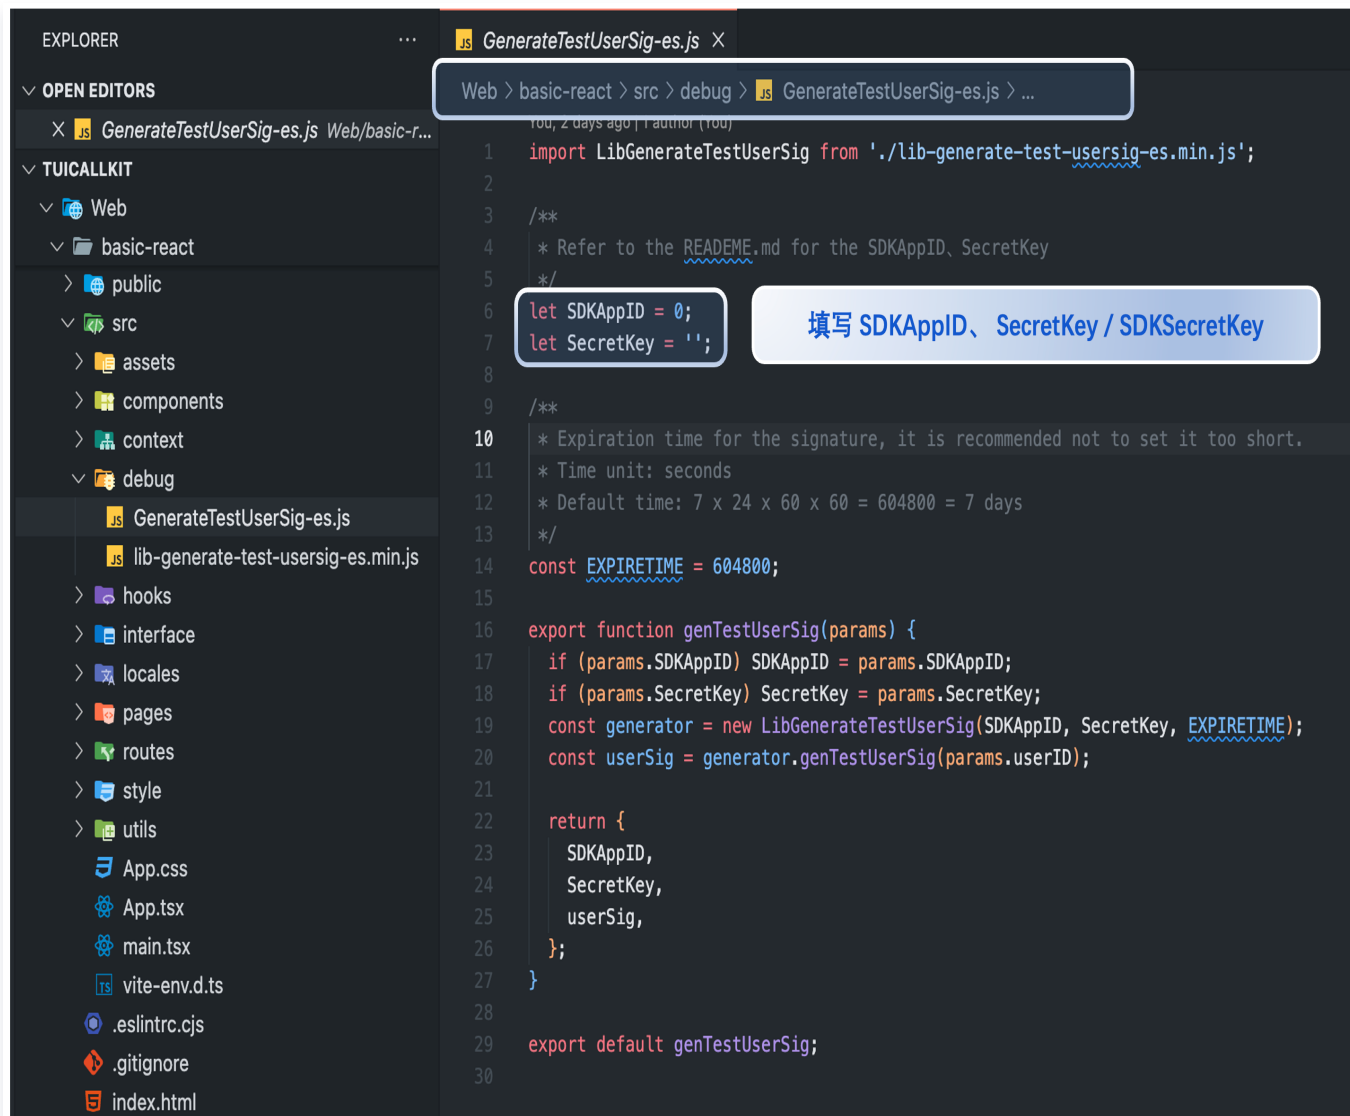 EXPLORER
···
OPEN EDITORS
GenerateTestUserSig-es.js Web/basic-r...
TUICALLKIT
Web
basic-react
public
src
assets
components
context
debug
GenerateTestUserSig-es.js
lib-generate-test-usersig-es.min.js
hooks
interface
locales
pages
routes
style
utils
App.css
App.tsx
main.tsx
vite-env.d.ts
.eslintrc.cjs
.gitignore
index.html
GenerateTestUserSig-es.js
Web > basic-react > src > debug > GenerateTestUserSig-es.js > ...
You, 2 days ago | 1 author (You)
1 import LibGenerateTestUserSig from './lib-generate-test-usersig-es.min.js';
2
3 /**
4 * Refer to the READEME.md for the SDKAppID、SecretKey
5 */
6 let SDKAppID = 0;
7 let SecretKey = '';
填写 SDKAppID、 SecretKey / SDKSecretKey
8
9 /**
10 * Expiration time for the signature, it is recommended not to set it too short.
11 * Time unit: seconds
12 * Default time: 7 x 24 x 60 x 60 = 604800 = 7 days
13 */
14 const EXPIRETIME = 604800;
15
16 export function genTestUserSig(params) {
17 if (params.SDKAppID) SDKAppID = params.SDKAppID;
18 if (params.SecretKey) SecretKey = params.SecretKey;
19 const generator = new LibGenerateTestUserSig(SDKAppID, SecretKey, EXPIRETIME);
20 const userSig = generator.genTestUserSig(params.userID);
21
22 return {
23 SDKAppID,
24 SecretKey,
25 userSig,
26 };
27 }
28
29 export default genTestUserSig;
30